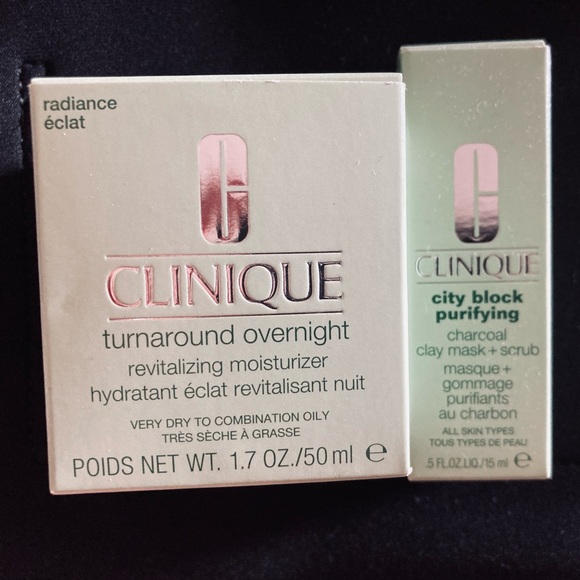 radiance
éclat
CLINIQUE
turnaround overnight
revitalizing moisturizer
hydratant éclat revitalisant nuit
VERY DRY TO COMBINATION OILY
TRÈS SÈCHE À GRASSE
POIDS NET WT. 1.7 OZ./50 ml ℮
CLINIQUE
city block
purifying
charcoal
clay mask + scrub
masque +
gommage
purifiants
au charbon
ALL SKIN TYPES
TOUS TYPES DE PEAU
.5 FL.OZ.LIQ./15 ml ℮